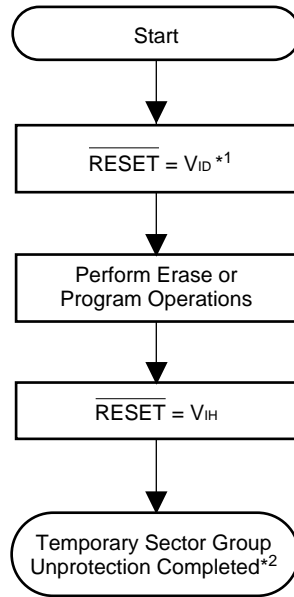 Start
RESET = VID *1
Perform Erase or
Program Operations
RESET = VIH
Temporary Sector Group
Unprotection Completed*2